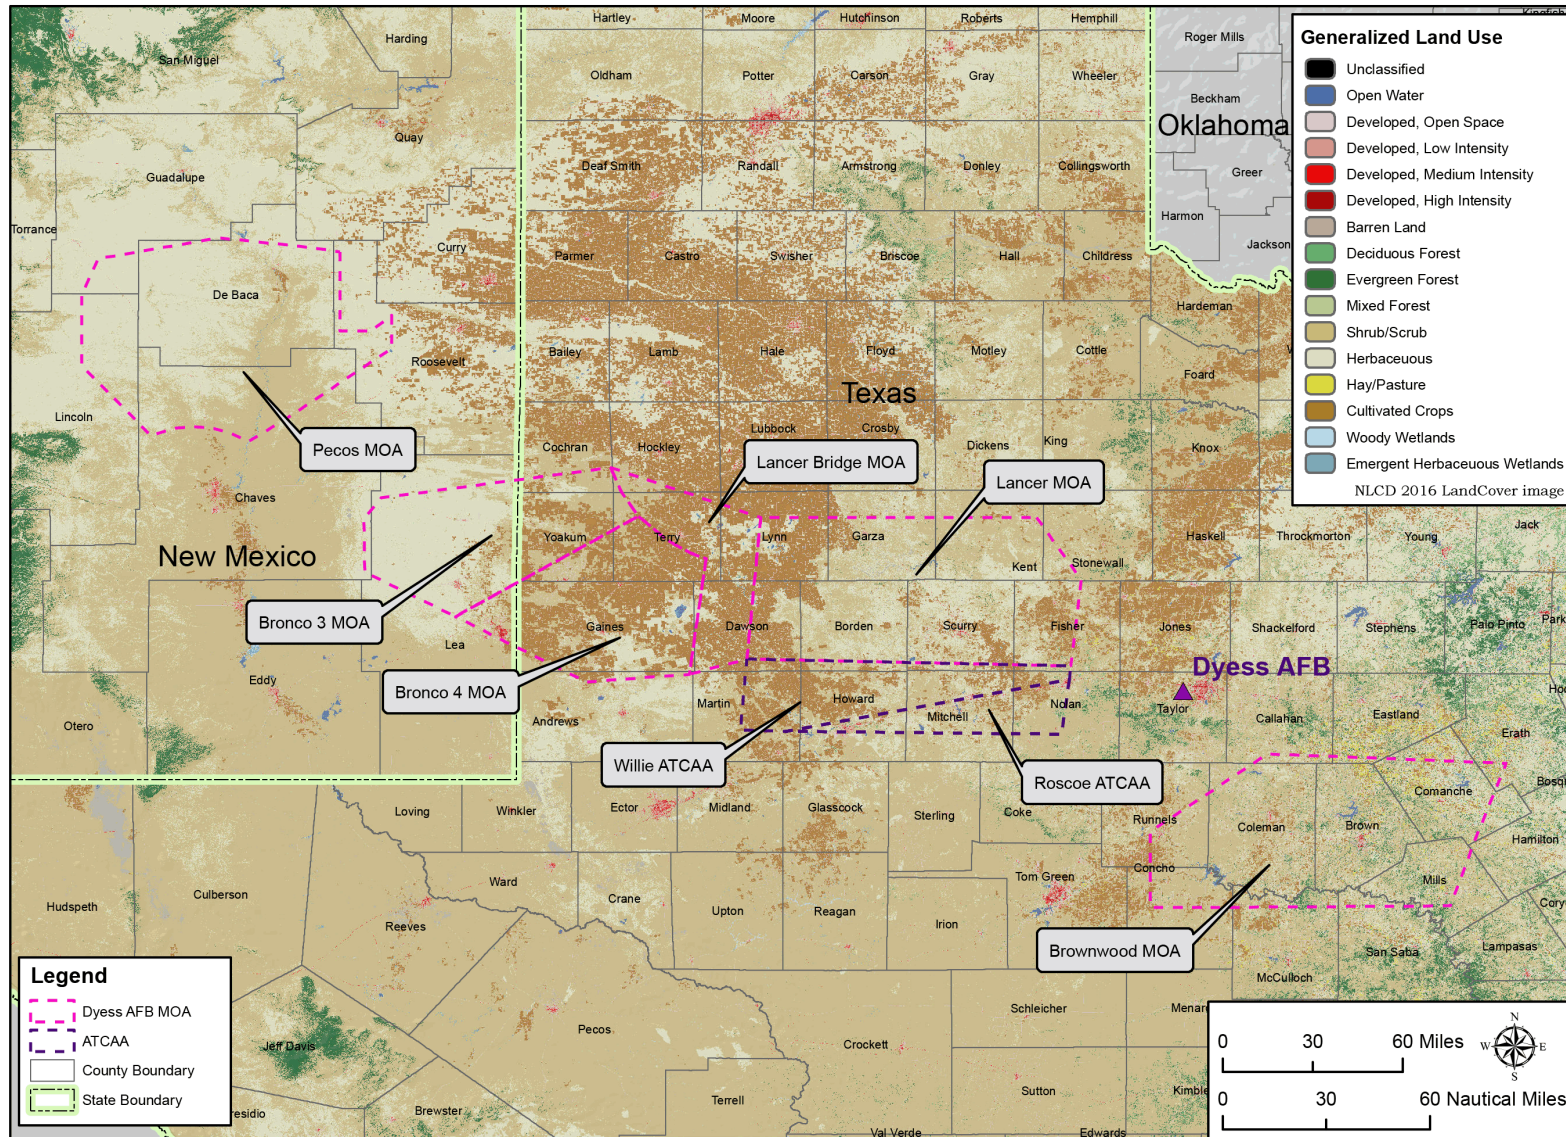 Hartley
Moore
Hutchinson
Roberts
Hemphill
Harding
San Miguel
Oldham
Potter
Carson
Gray
Wheeler
Roger Mills
Beckham
Oklahoma
Greer
Harmon
Jackson
Quay
Guadalupe
Deaf Smith
Randall
Armstrong
Donley
Collingsworth
Torrance
Curry
Parmer
Castro
Swisher
Briscoe
Hall
Childress
De Baca
Hardeman
Roosevelt
Bailey
Lamb
Hale
Floyd
Motley
Cottle
Foard
Texas
Lincoln
Pecos MOA
Cochran
Hockley
Lubbock
Crosby
Dickens
King
Knox
Lancer Bridge MOA
Lancer MOA
Chaves
New Mexico
Yoakum
Terry
Lynn
Garza
Kent
Stonewall
Haskell
Throckmorton
Young
Jack
Bronco 3 MOA
Lea
Gaines
Dawson
Borden
Scurry
Fisher
Jones
Shackelford
Stephens
Palo Pinto
Park
Dyess AFB
Eddy
Bronco 4 MOA
Otero
Andrews
Martin
Howard
Mitchell
Nolan
Taylor
Callahan
Eastland
Erath
Hoo
Willie ATCAA
Roscoe ATCAA
Loving
Winkler
Ector
Midland
Glasscock
Sterling
Coke
Runnels
Coleman
Brown
Comanche
Bosq
Hamilton
Hudspeth
Culberson
Reeves
Ward
Crane
Upton
Reagan
Irion
Tom Green
Concho
Mills
Cory
Brownwood MOA
McCulloch
San Saba
Lampasas
Jeff Davis
Pecos
Schleicher
Menar
Crockett
Sutton
Kimble
residio
Brewster
Terrell
Val Verde
Edwards
Generalized Land Use
Unclassified
Open Water
Developed, Open Space
Developed, Low Intensity
Developed, Medium Intensity
Developed, High Intensity
Barren Land
Deciduous Forest
Evergreen Forest
Mixed Forest
Shrub/Scrub
Herbaceuous
Hay/Pasture
Cultivated Crops
Woody Wetlands
Emergent Herbaceuous Wetlands
NLCD 2016 LandCover image
Legend
Dyess AFB MOA
ATCAA
County Boundary
State Boundary
0 30 60 Miles
0 30 60 Nautical Miles
N
W E
S